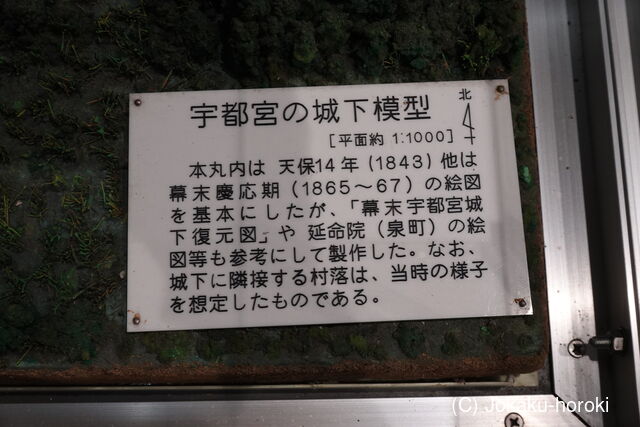 宇都宮の城下模型
北
[平面約 1:1000]
本丸内は 天保14年(1843)他は
幕末慶応期(1865～67)の絵図
を基本にしたが、「幕末宇都宮城
下復元図」や 延命院(泉町)の絵
図等も参考にして製作した。なお、
城下に隣接する村落は、当時の様子
を想定したものである。
(C) Jokaku-horoki